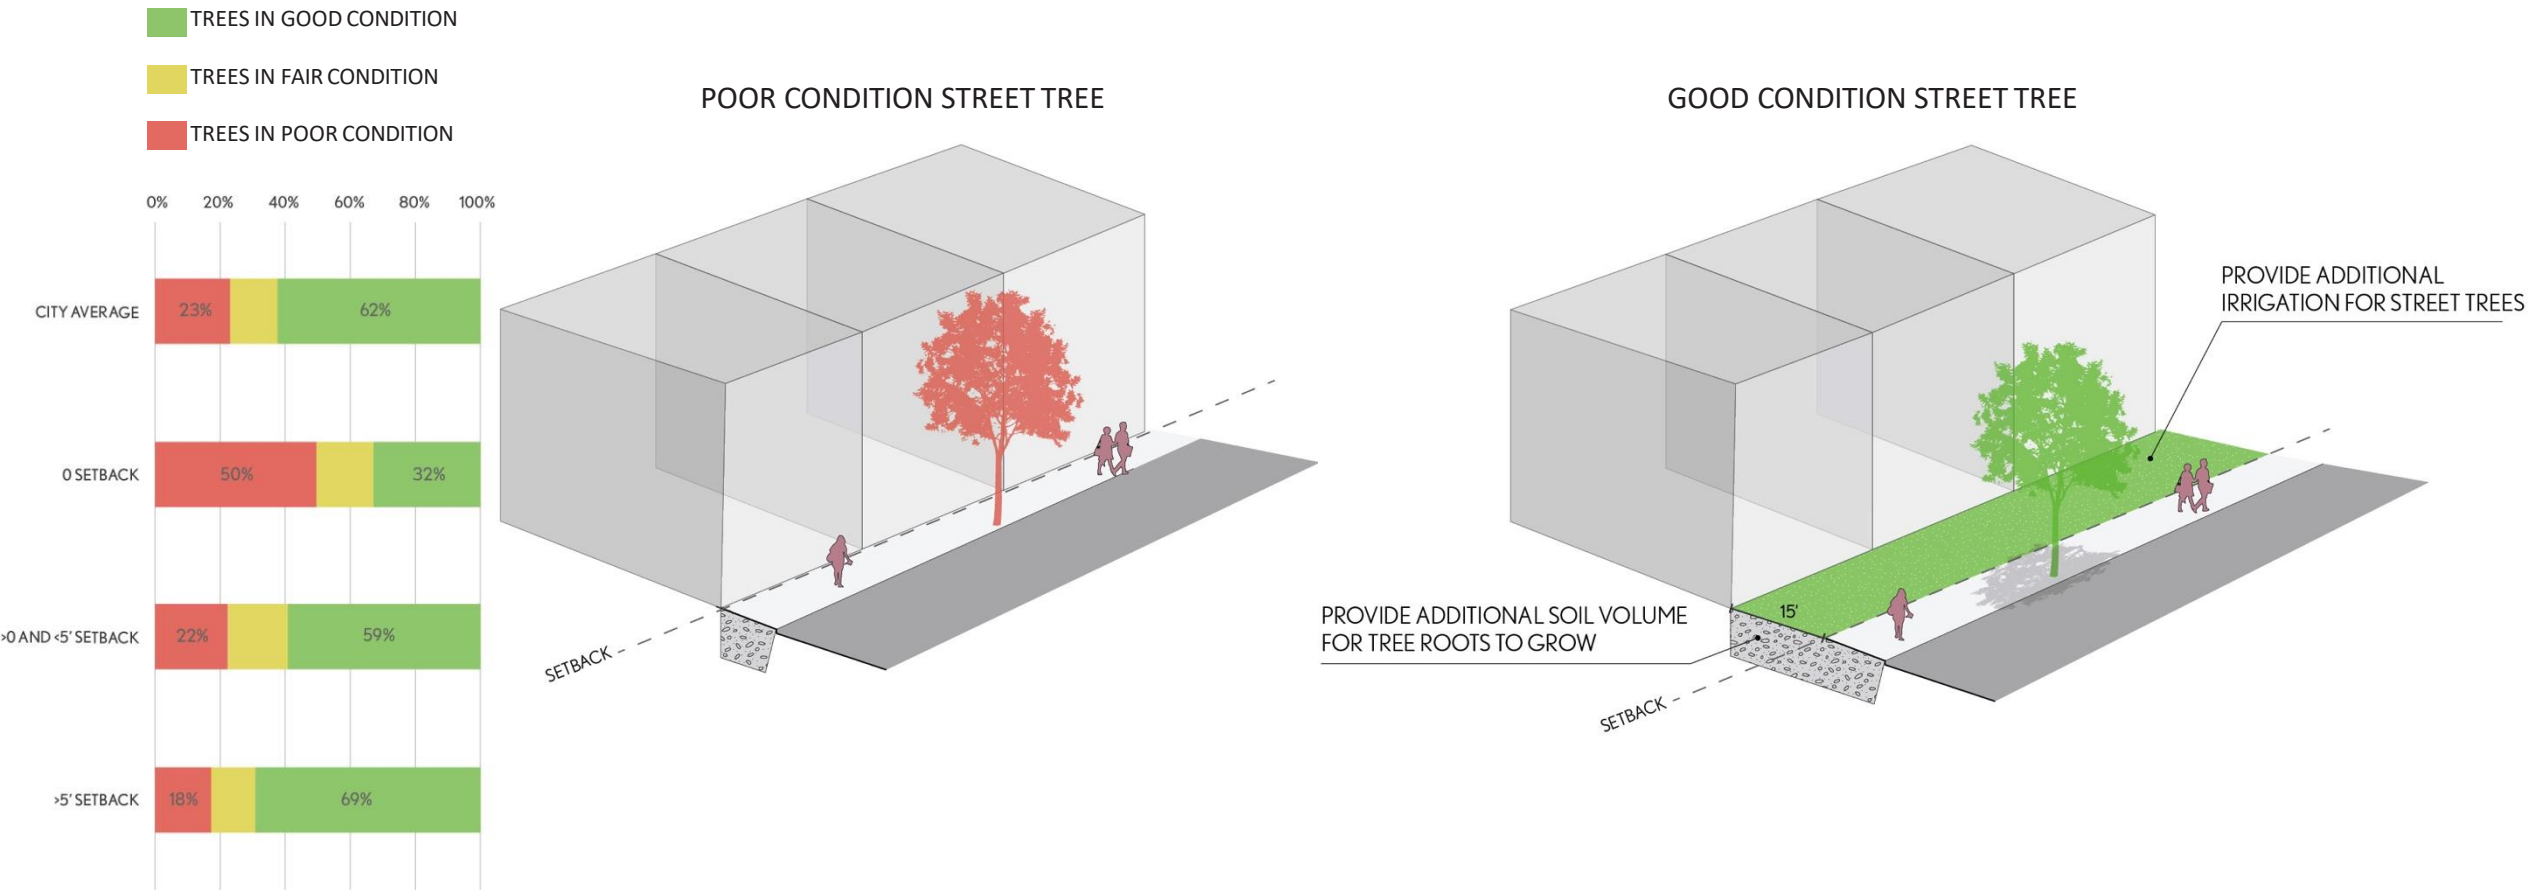 TREES IN GOOD CONDITION
TREES IN FAIR CONDITION
TREES IN POOR CONDITION
0% 20% 40% 60% 80% 100%
CITY AVERAGE 23% 62%
0 SETBACK 50% 32%
>0 AND <5' SETBACK 22% 59%
>5' SETBACK 18% 69%
POOR CONDITION STREET TREE
SETBACK
GOOD CONDITION STREET TREE
PROVIDE ADDITIONAL
IRRIGATION FOR STREET TREES
15'
PROVIDE ADDITIONAL SOIL VOLUME
FOR TREE ROOTS TO GROW
SETBACK